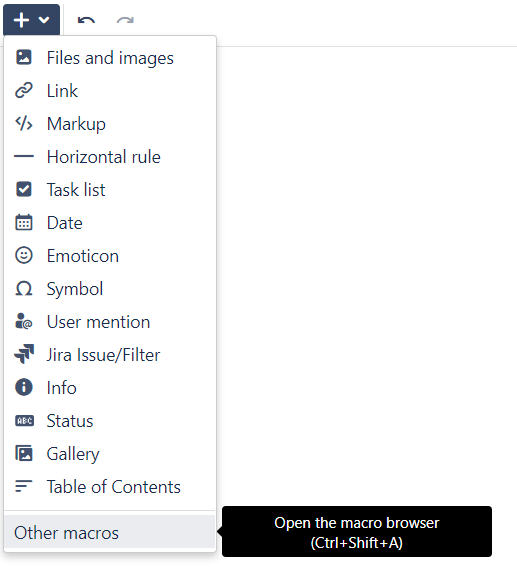 Files and images
Link
Markup
Horizontal rule
Task list
Date
Emoticon
Symbol
User mention
Jira Issue/Filter
Info
ABC Status
Gallery
Table of Contents
Other macros
Open the macro browser
(Ctrl+Shift+A)